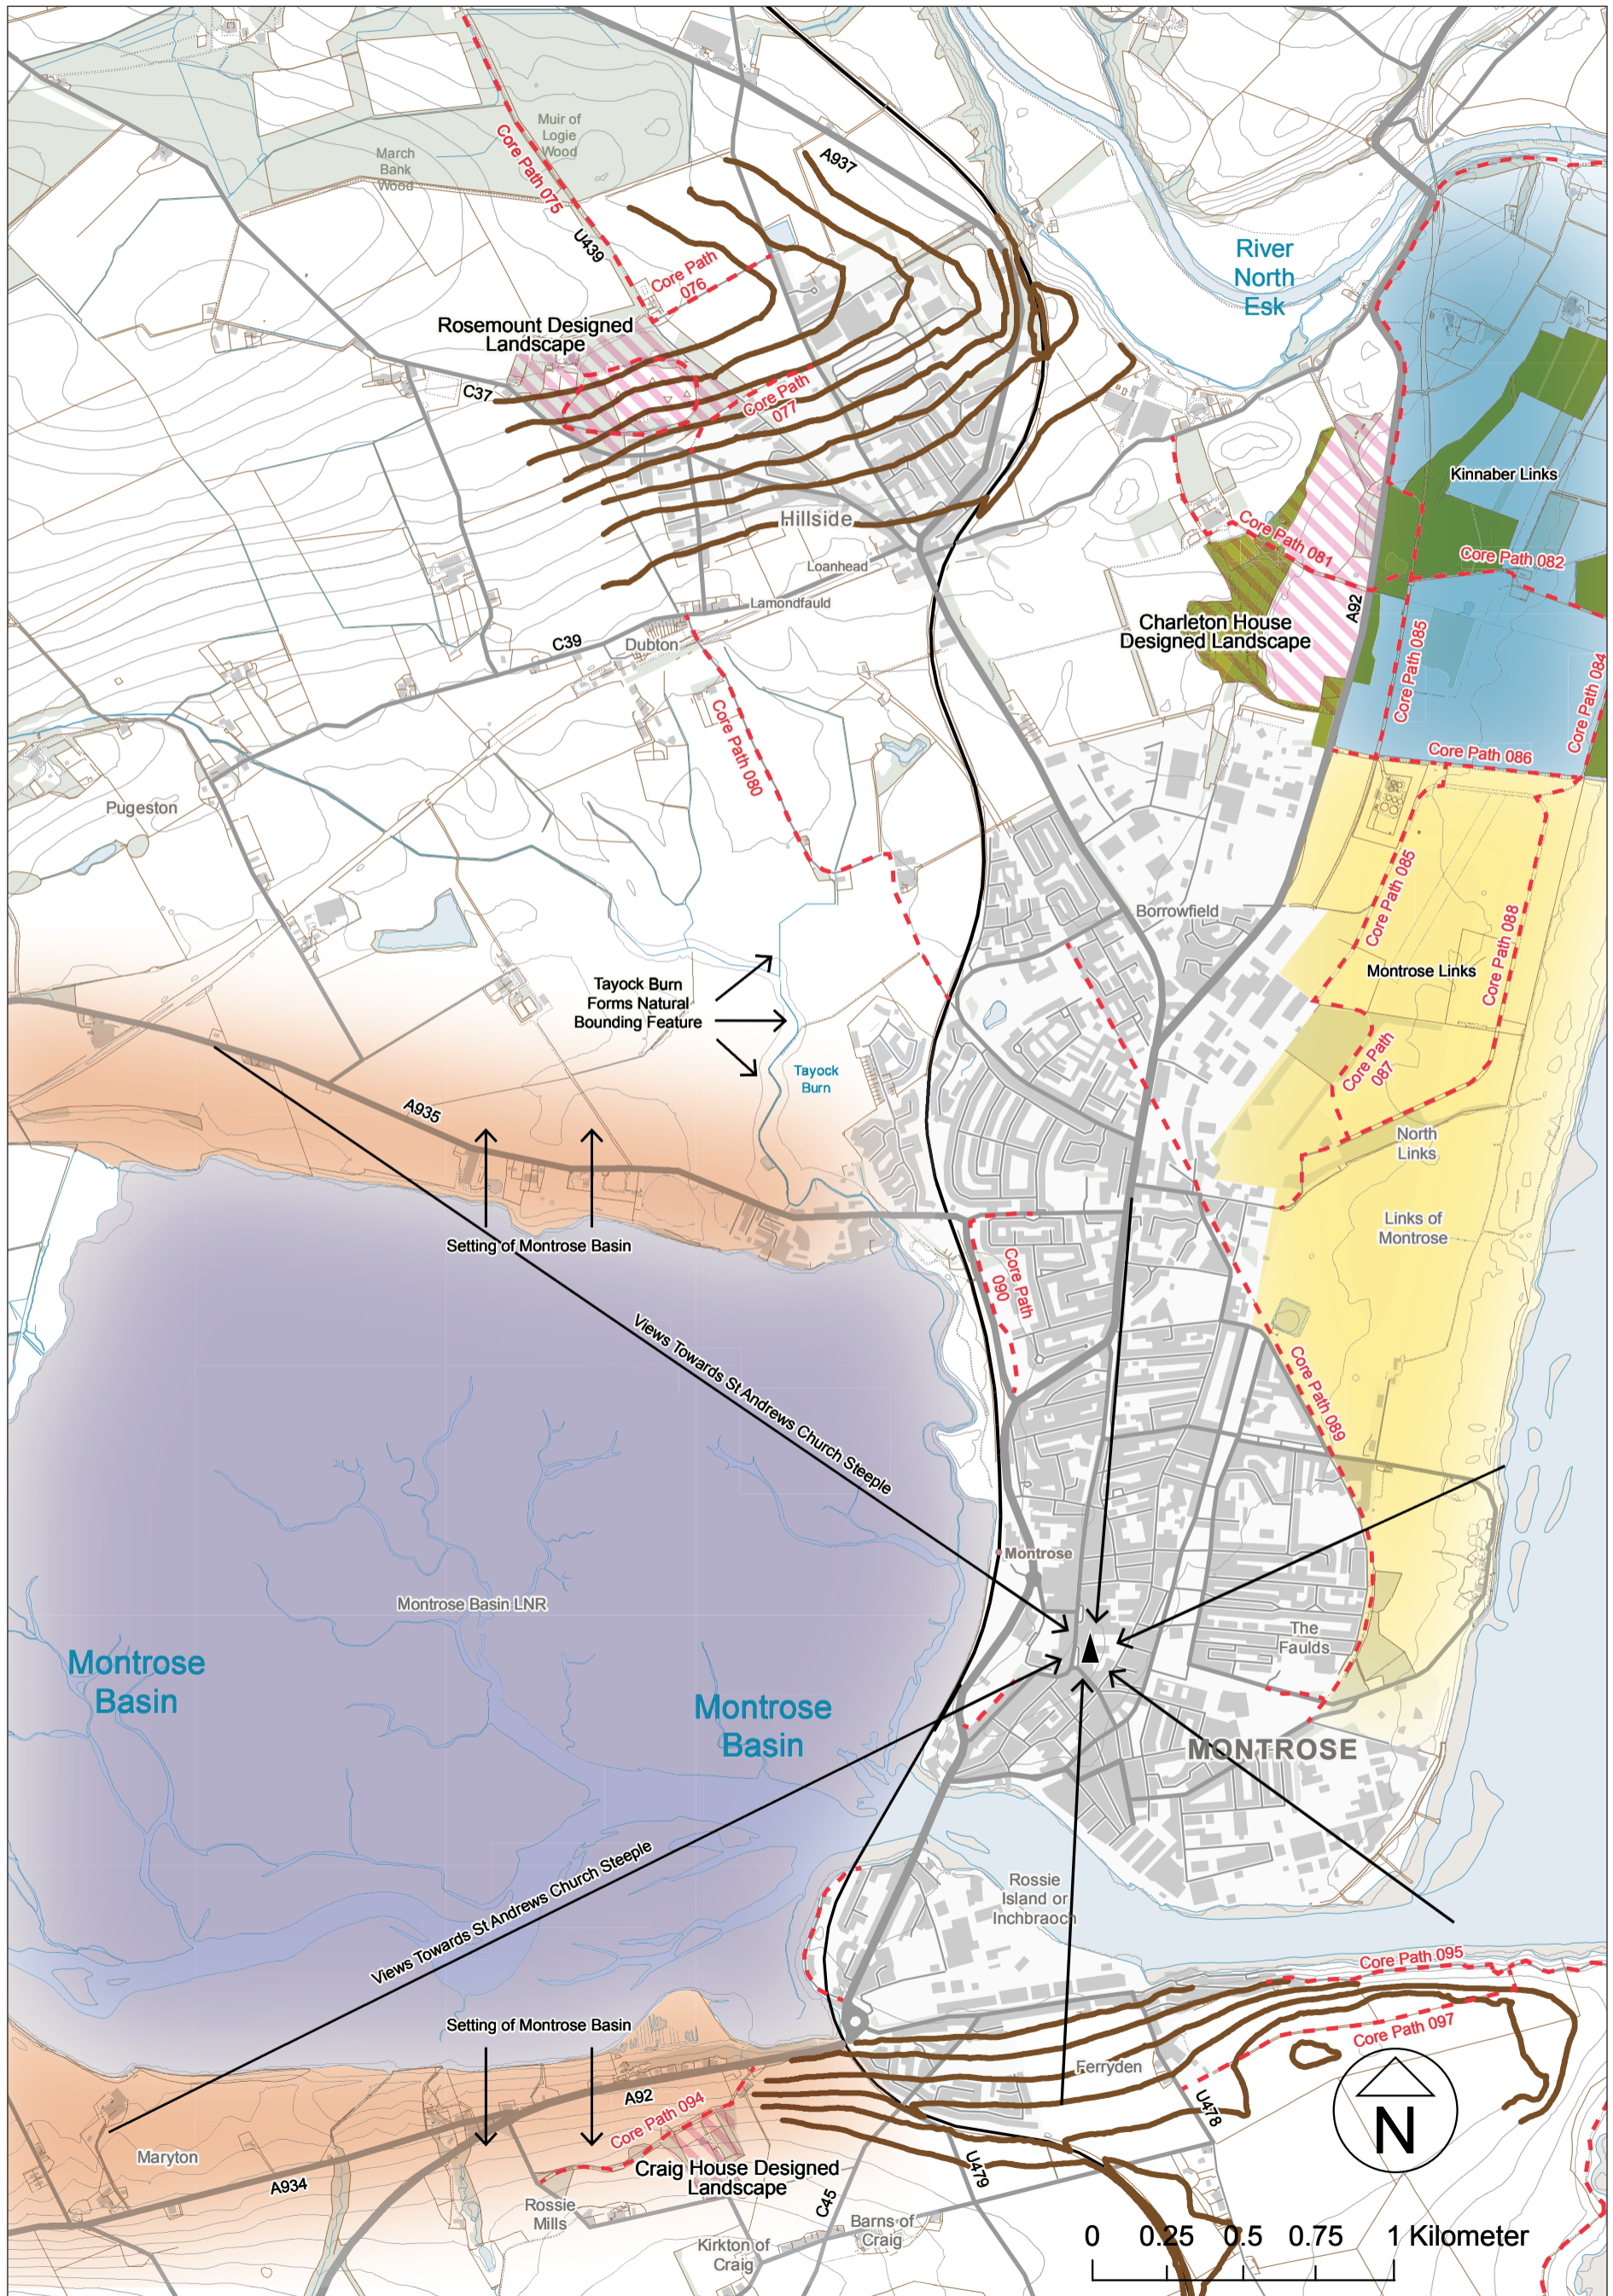 Muir of
Logie
Wood
March
Bank
Wood
A937
Core Path 075
U439
River
North
Esk
Core Path
076
Rosemount Designed
Landscape
C37
Core Path
077
Kinnaber Links
Hillside
Core Path 081
Core Path 082
Loanhead
Lamondfauld
A92
Charleton House
Designed Landscape
C39
Dubton
Core Path 085
Core Path 084
Core Path 080
Core Path 086
Pugeston
Core Path 085
Borrowfield
Core Path 088
Montrose Links
Tayock Burn
Forms Natural
Bounding Feature
Core Path
087
Tayock
Burn
A935
North
Links
Links of
Montrose
Setting of Montrose Basin
Core Path
090
Views Towards St Andrews Church Steeple
Core Path 089
Montrose
Montrose Basin LNR
The
Faulds
Montrose
Basin
Montrose
Basin
MONTROSE
Views Towards St Andrews Church Steeple
Rossie
Island or
Inchbraoch
Core Path 095
Setting of Montrose Basin
Core Path 097
Ferryden
A92
U478
Core Path 094
N
Maryton
Craig House Designed
Landscape
U479
A934
C45
Rossie
Mills
Barns of
Craig
Kirkton of
Craig
0 0.25 0.5 0.75 1 Kilometer